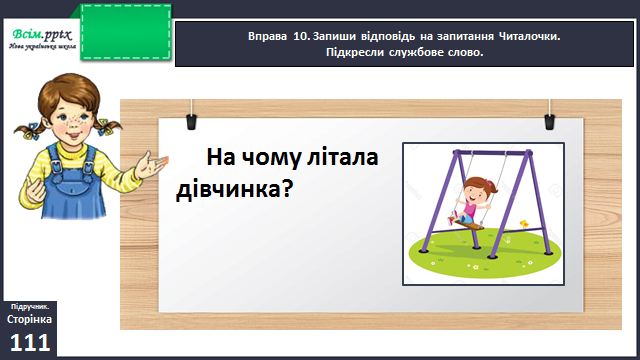 Всім.pptx
Нова українська школа
Вправа 10. Запиши відповідь на запитання Читалочки.
Підкресли службове слово.
На чому літала
дівчинка?
Підручник.
Сторінка
111